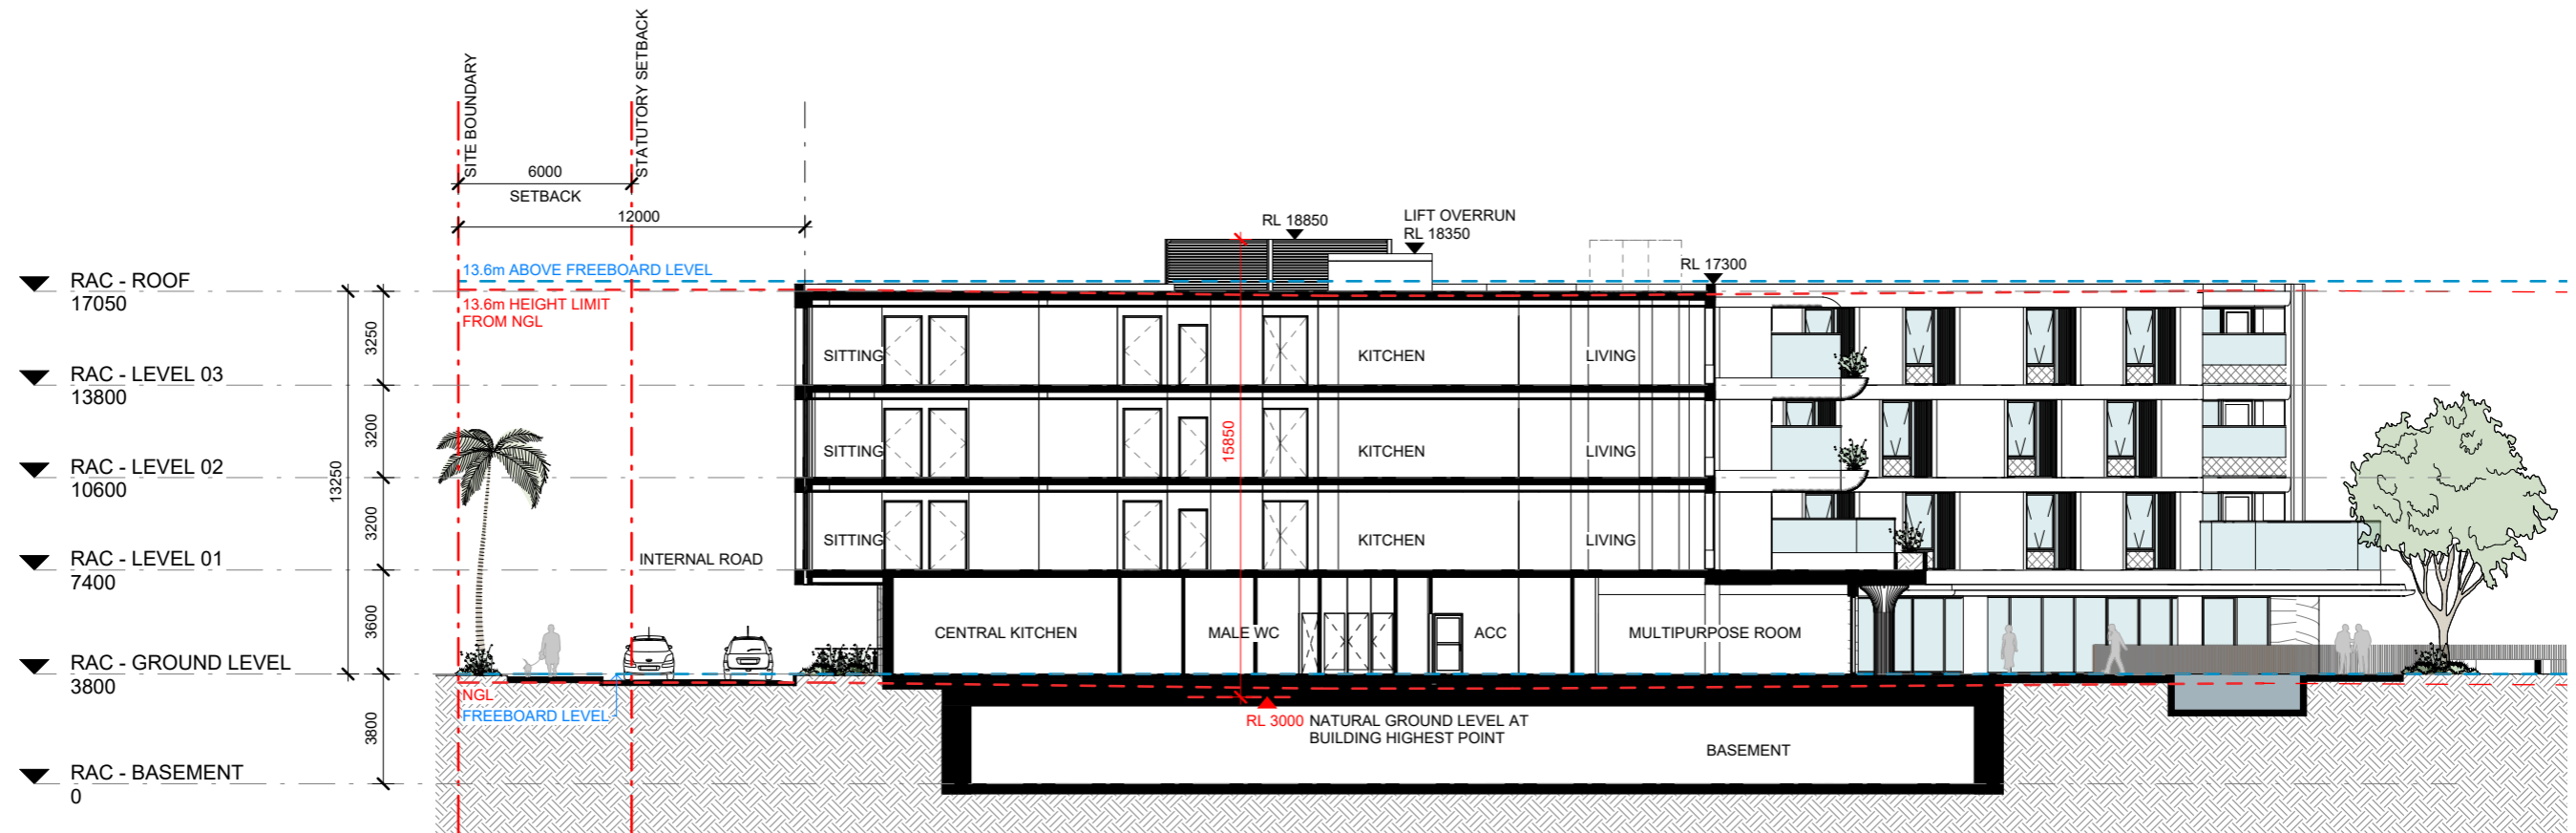 SITE BOUNDARY
STATUTORY SETBACK
6000
SETBACK
12000
RL 18850
LIFT OVERRUN
RL 18350
RL 17300
13.6m ABOVE FREEBOARD LEVEL
13.6m HEIGHT LIMIT
FROM NGL
RAC - ROOF
17050
3250
RAC - LEVEL 03
13800
3200
RAC - LEVEL 02
10600
13250
3200
RAC - LEVEL 01
7400
3600
RAC - GROUND LEVEL
3800
3800
RAC - BASEMENT
0
SITTING
KITCHEN
LIVING
SITTING
15850
KITCHEN
LIVING
SITTING
KITCHEN
LIVING
INTERNAL ROAD
CENTRAL KITCHEN
MALE WC
ACC
MULTIPURPOSE ROOM
NGL
FREEBOARD LEVEL
RL 3000 NATURAL GROUND LEVEL AT
BUILDING HIGHEST POINT
BASEMENT